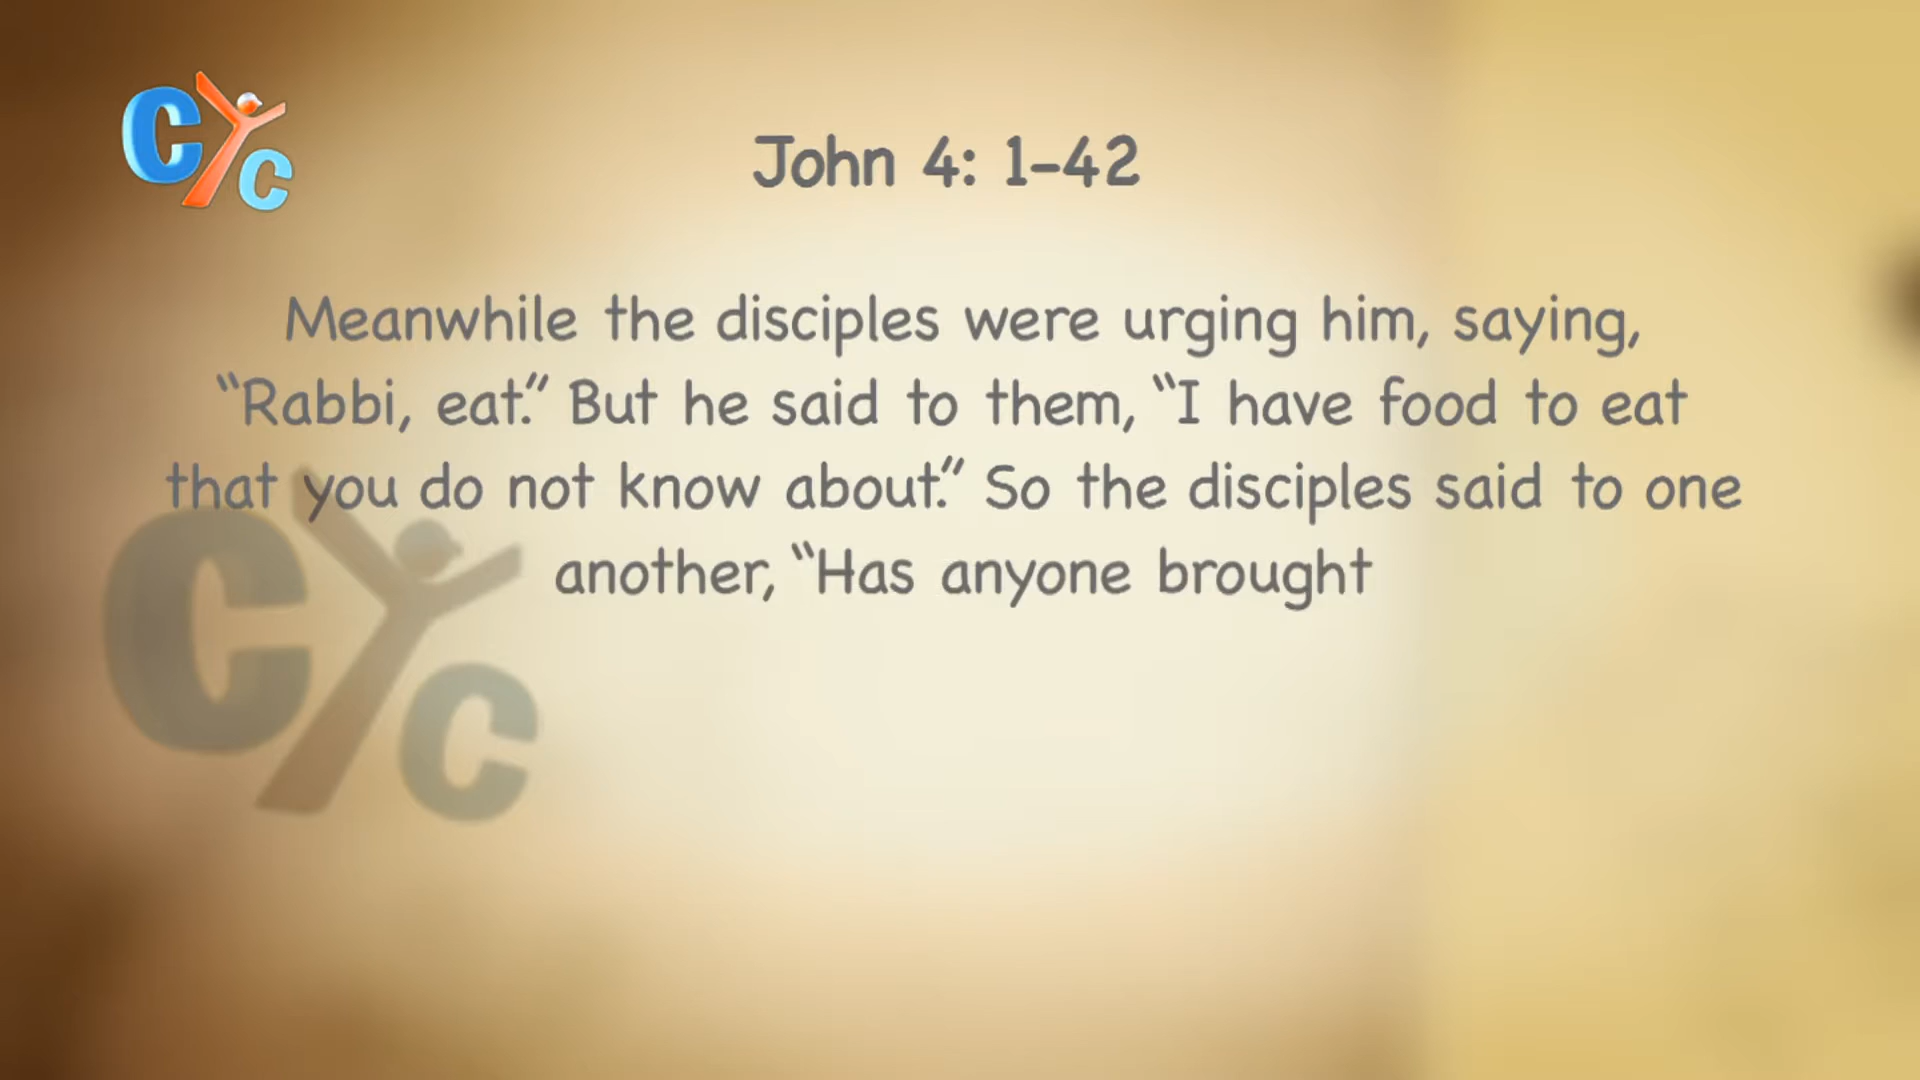 CYC
John 4: 1-42
Meanwhile the disciples were urging him, saying,
“Rabbi, eat.” But he said to them, “I have food to eat
that you do not know about.” So the disciples said to one
another, “Has anyone brought
CYC